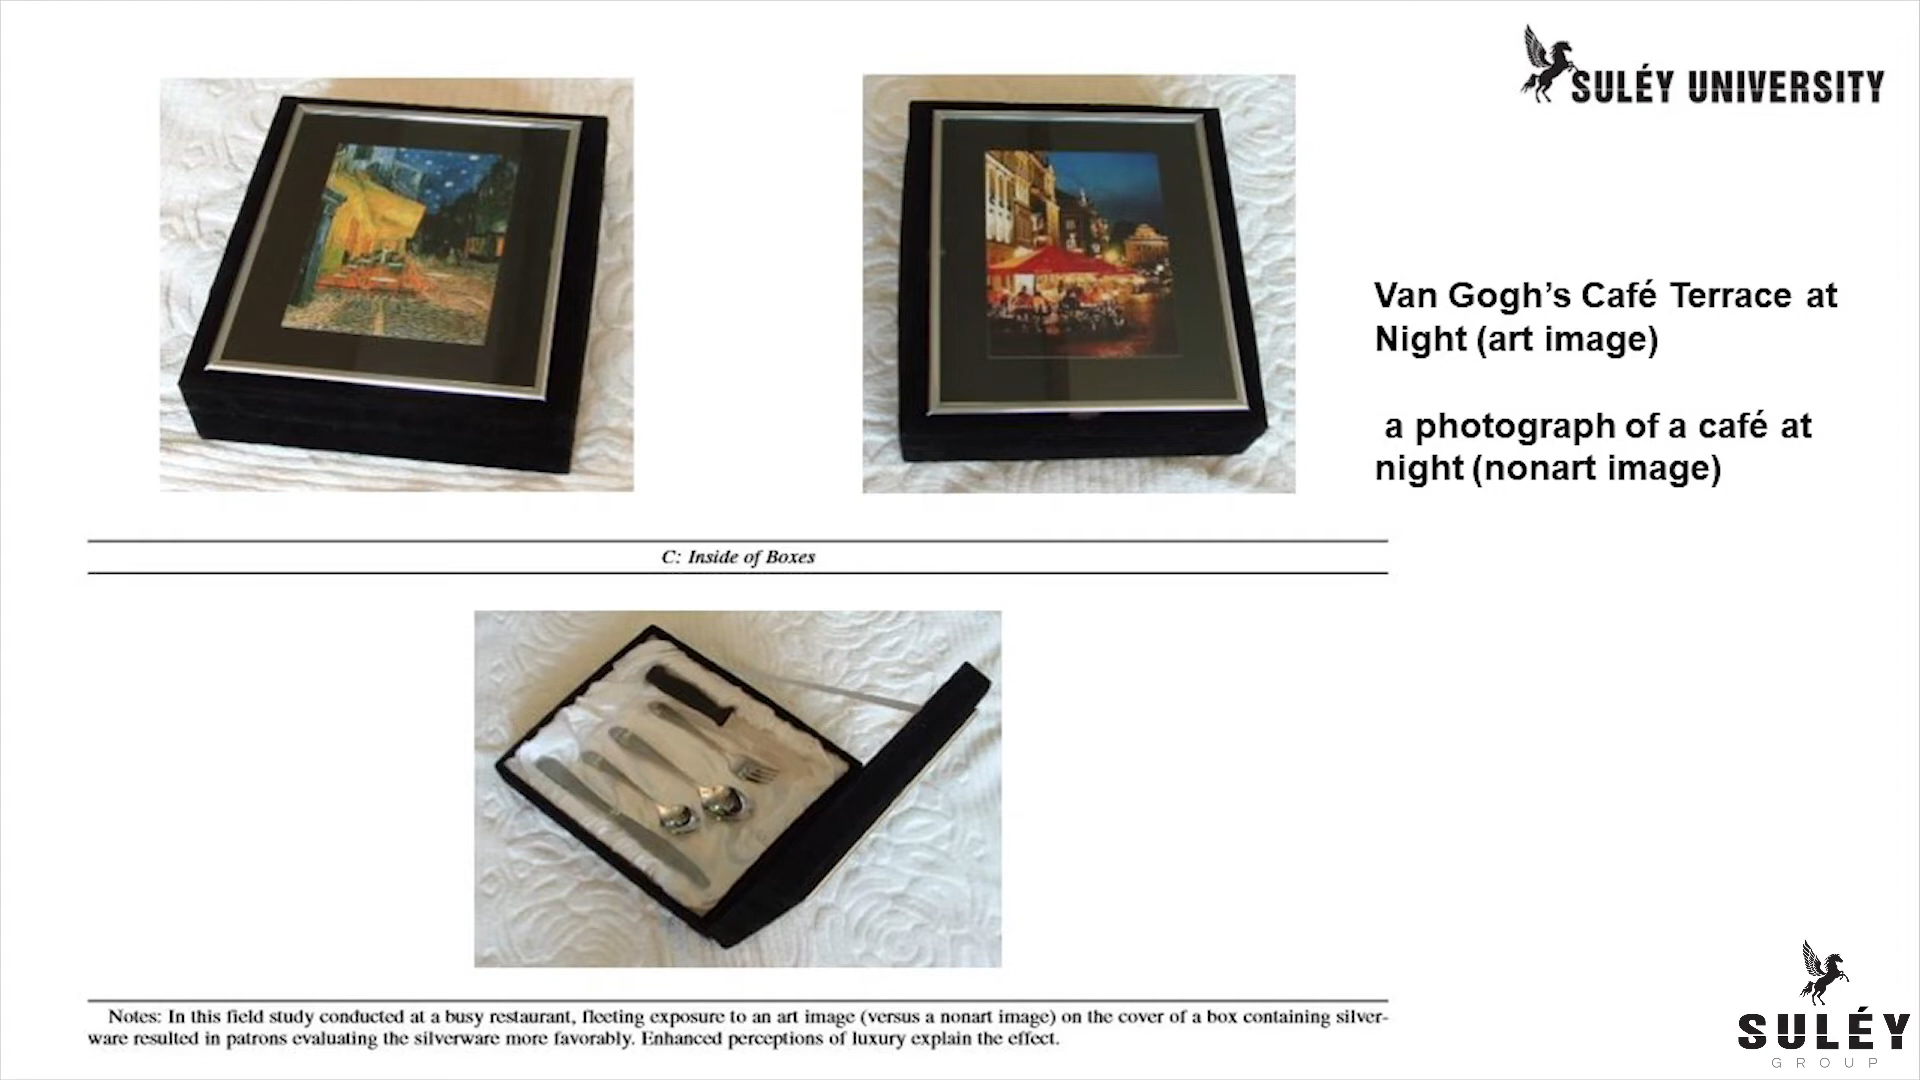 SULÉY UNIVERSITY
Van Gogh’s Café Terrace at
Night (art image)
a photograph of a café at
night (nonart image)
C: Inside of Boxes
Notes: In this field study conducted at a busy restaurant, fleeting exposure to an art image (versus a nonart image) on the cover of a box containing silver-
ware resulted in patrons evaluating the silverware more favorably. Enhanced perceptions of luxury explain the effect.
SULÉY
GROUP